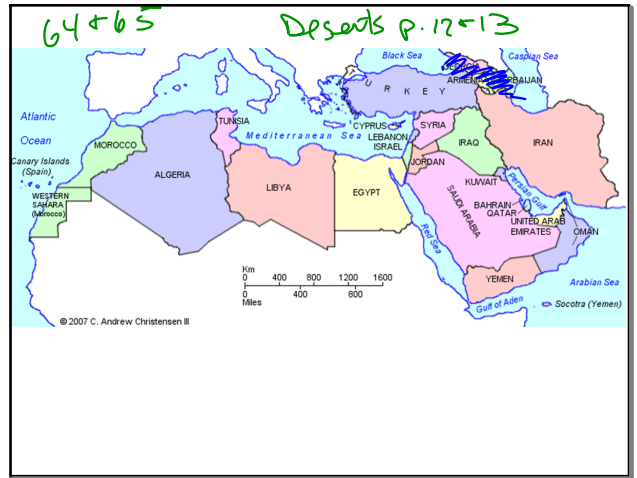 64 & 65
Deserts p. 12 & 13
Black Sea
Caspian Sea
GEORGIA
ARMENIA
AZERBAIJAN
TURKEY
Atlantic
Ocean
TUNISIA
CYPRUS
SYRIA
Mediterranean Sea
LEBANON
ISRAEL
IRAQ
IRAN
MOROCCO
Canary Islands
(Spain)
ALGERIA
JORDAN
LIBYA
EGYPT
KUWAIT
Persian Gulf
WESTERN
SAHARA
(Morocco)
SAUDI ARABIA
BAHRAIN
QATAR
UNITED ARAB
EMIRATES
OMAN
Red Sea
Km
0 400 800 1200 1600
0 400 800
Miles
YEMEN
Arabian Sea
Gulf of Aden
Socotra (Yemen)
© 2007 C. Andrew Christensen III